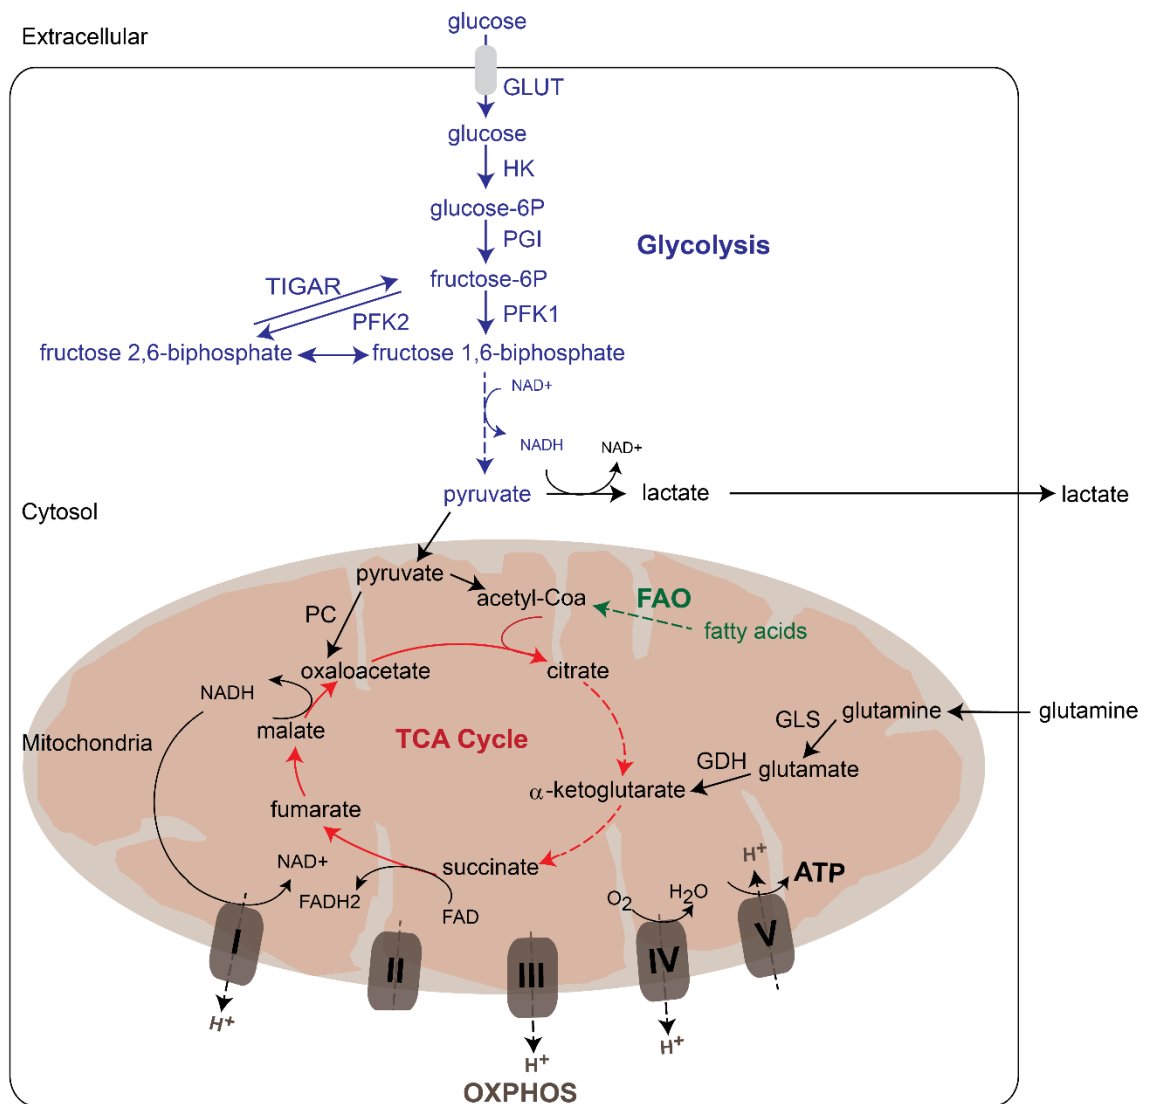 glucose
Extracellular
GLUT
glucose
HK
glucose-6P
PGI
Glycolysis
fructose-6P
TIGAR
PFK1
PFK2
fructose 2,6-biphosphate
fructose 1,6-biphosphate
NAD+
NADH
NAD+
pyruvate
lactate
lactate
Cytosol
pyruvate
acetyl-Coa
FAO
fatty acids
PC
oxaloacetate
citrate
NADH
malate
Mitochondria
TCA Cycle
GLS
glutamine
glutamine
GDH
glutamate
α-ketoglutarate
fumarate
succinate
NAD+
FADH2
FAD
O2
H2O
H+
ATP
I
II
III
IV
V
H+
H+
H+
OXPHOS